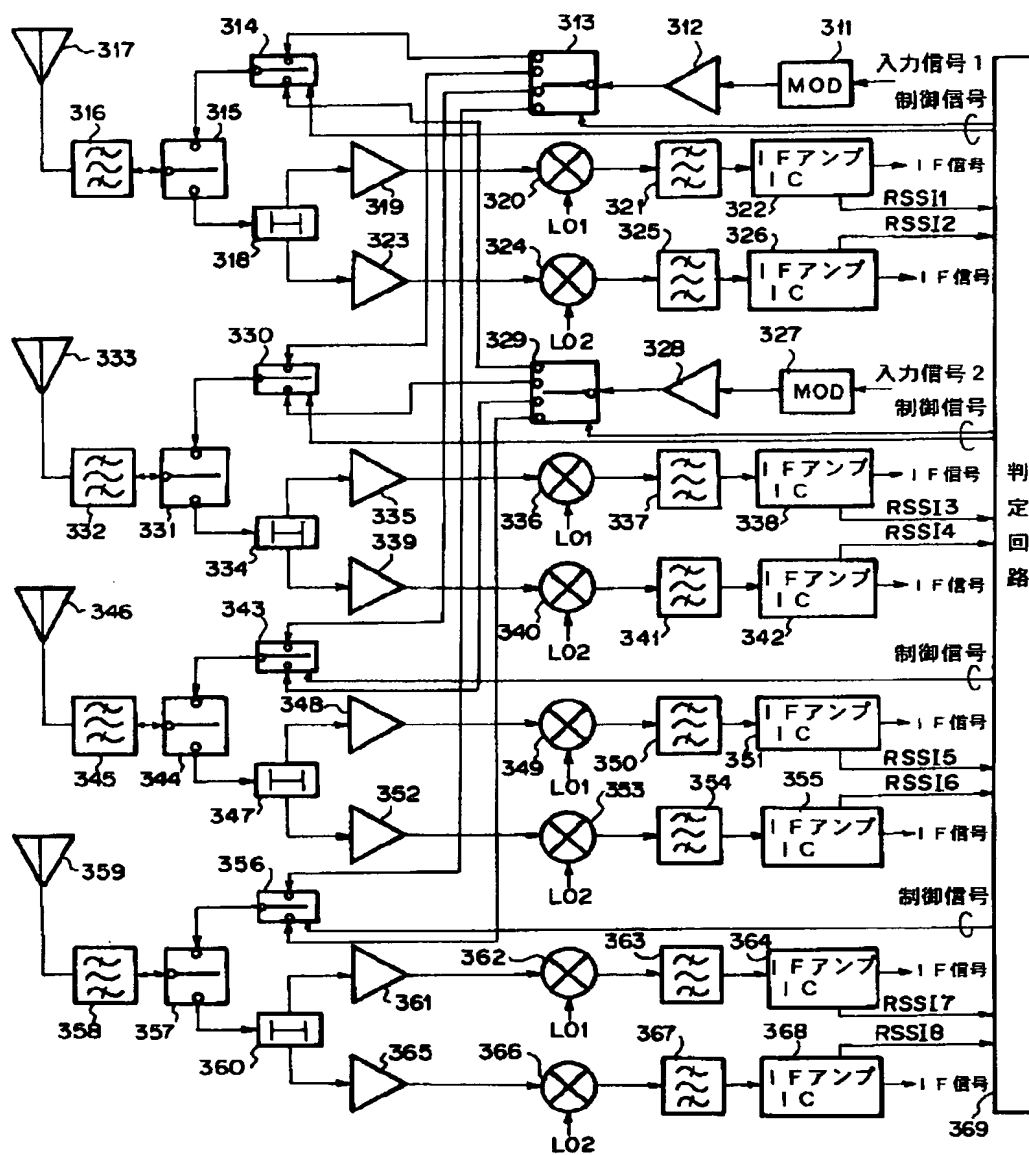 317
314
313
312
311
入力信号1
MOD
制御信号
316
315
IFアンプ
IC
IF信号
319
320
321
322
RSSI1
LO1
318
323
324
325
326
RSSI2
IFアンプ
IC
IF信号
LO2
333
330
329
328
327
入力信号2
MOD
制御信号
332
331
335
336
337
IFアンプ
IC
338
IF信号
LO1
RSSI3
334
339
RSSI4
340
341
IFアンプ
IC
342
IF信号
LO2
判定回路
346
343
制御信号
345
344
348
349
350
IFアンプ
IC
351
IF信号
LO1
RSSI5
347
352
353
354
355
RSSI6
IFアンプ
IC
IF信号
LO2
359
356
制御信号
358
357
361
362
363
364
IFアンプ
IC
IF信号
LO1
RSSI7
360
365
366
367
368
RSSI8
IFアンプ
IC
IF信号
LO2
369